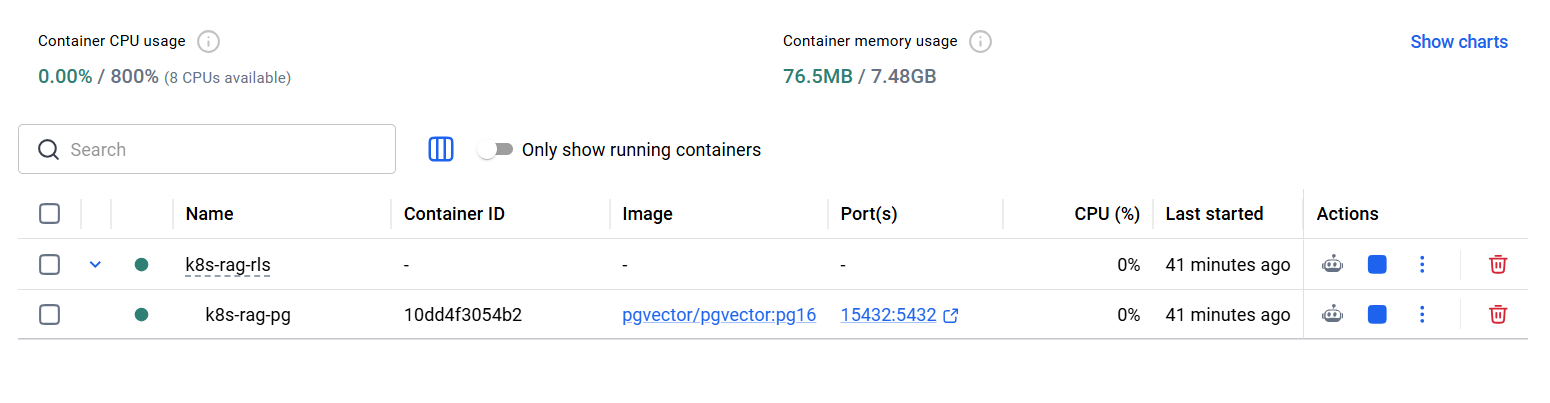 Container CPU usage
Container memory usage
Show charts
0.00% / 800% (8 CPUs available)
76.5MB / 7.48GB
Search
Only show running containers
Name Container ID Image Port(s) CPU (%) Last started Actions
k8s-rag-rls - - - 0% 41 minutes ago
k8s-rag-pg 10dd4f3054b2 pgvector/pgvector:pg16 15432:5432 0% 41 minutes ago